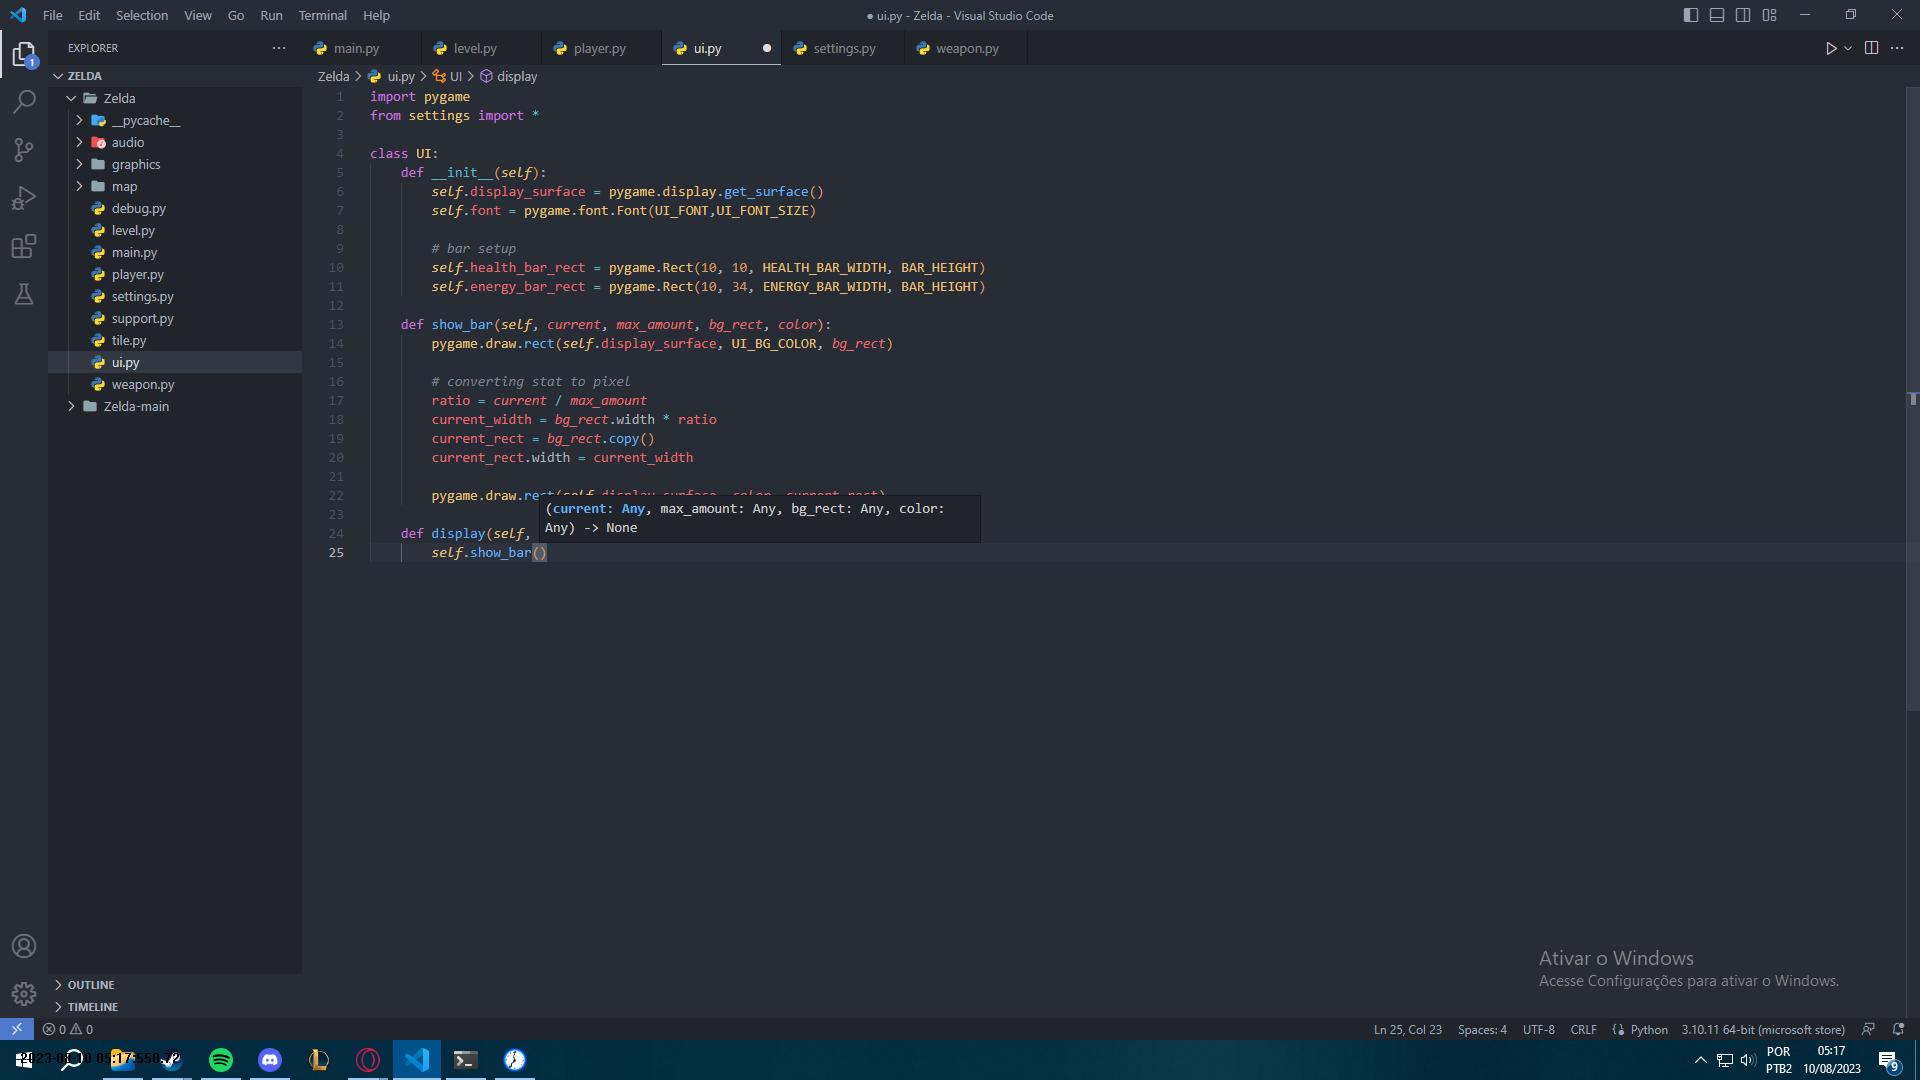 File Edit Selection View Go Run Terminal Help
● ui.py - Zelda - Visual Studio Code
EXPLORER
main.py level.py player.py ui.py settings.py weapon.py
ZELDA
Zelda
__pycache__
audio
graphics
map
debug.py
level.py
main.py
player.py
settings.py
support.py
tile.py
ui.py
weapon.py
Zelda-main
OUTLINE
TIMELINE
Zelda > ui.py > UI > display
1 import pygame
2 from settings import *
3
4 class UI:
5 def __init__(self):
6 self.display_surface = pygame.display.get_surface()
7 self.font = pygame.font.Font(UI_FONT,UI_FONT_SIZE)
8
9 # bar setup
10 self.health_bar_rect = pygame.Rect(10, 10, HEALTH_BAR_WIDTH, BAR_HEIGHT)
11 self.energy_bar_rect = pygame.Rect(10, 34, ENERGY_BAR_WIDTH, BAR_HEIGHT)
12
13 def show_bar(self, current, max_amount, bg_rect, color):
14 pygame.draw.rect(self.display_surface, UI_BG_COLOR, bg_rect)
15
16 # converting stat to pixel
17 ratio = current / max_amount
18 current_width = bg_rect.width * ratio
19 current_rect = bg_rect.copy()
20 current_rect.width = current_width
21
22 pygame.draw.rect(self.display_surface, color, current_rect)
23
(current: Any, max_amount: Any, bg_rect: Any, color:
Any) -> None
24 def display(self,
25 self.show_bar()
Ativar o Windows
Acesse Configurações para ativar o Windows.
0 0
Ln 25, Col 23 Spaces: 4 UTF-8 CRLF Python 3.10.11 64-bit (microsoft store)
POR
PTB2
05:17
10/08/2023
9
1